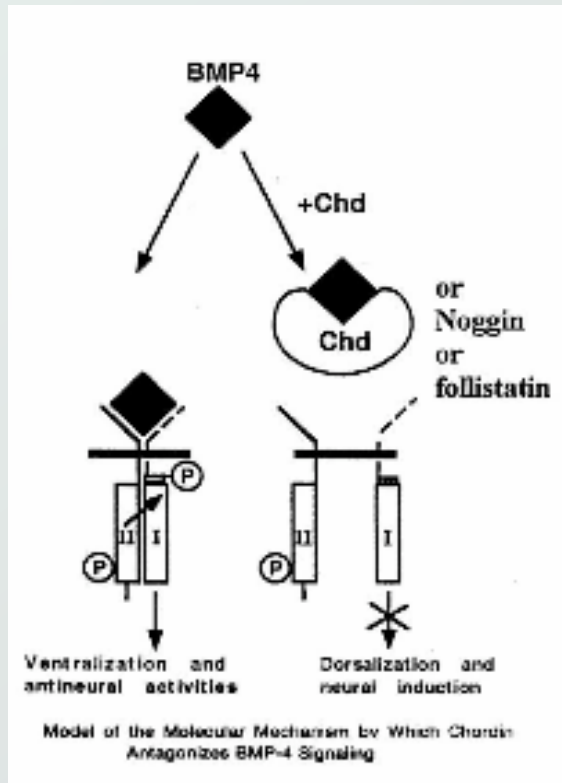 BMP4
+Chd
Chd
or
Noggin
or
follistatin
P
II
I
P
II
I
P
Ventralization and
antineural activities
Dorsalization and
neural induction
Model of the Molecular Mechanism by Which Chordin
Antagonizes BMP-4 Signaling